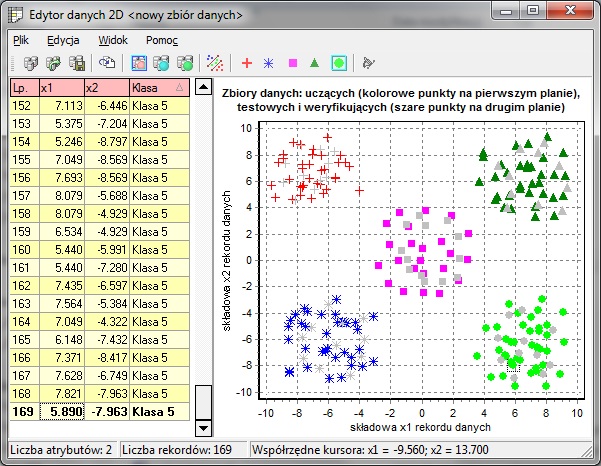 Edytor danych 2D <nowy zbiór danych>
Plik Edycja Widok Pomoc
Lp. x1 x2 Klasa
152 7.113 -6.446 Klasa 5
153 5.375 -7.204 Klasa 5
154 5.246 -8.797 Klasa 5
155 7.049 -8.569 Klasa 5
156 7.693 -8.569 Klasa 5
157 8.079 -5.688 Klasa 5
158 8.079 -4.929 Klasa 5
159 6.534 -4.929 Klasa 5
160 5.440 -5.991 Klasa 5
161 5.440 -7.280 Klasa 5
162 7.435 -6.597 Klasa 5
163 7.564 -5.384 Klasa 5
164 7.049 -4.322 Klasa 5
165 6.148 -7.432 Klasa 5
166 7.371 -8.417 Klasa 5
167 7.628 -6.749 Klasa 5
168 7.821 -7.963 Klasa 5
169 5.890 -7.963 Klasa 5
Zbiory danych: uczących (kolorowe punkty na pierwszym planie),
testowych i weryfikujących (szare punkty na drugim planie)
składowa x2 rekordu danych
10
8
6
4
2
0
-2
-4
-6
-8
-10
-10 -8 -6 -4 -2 0 2 4 6 8 10
składowa x1 rekordu danych
Liczba atrybutów: 2 Liczba rekordów: 169 Współrzędne kursora: x1 = -9.560; x2 = 13.700